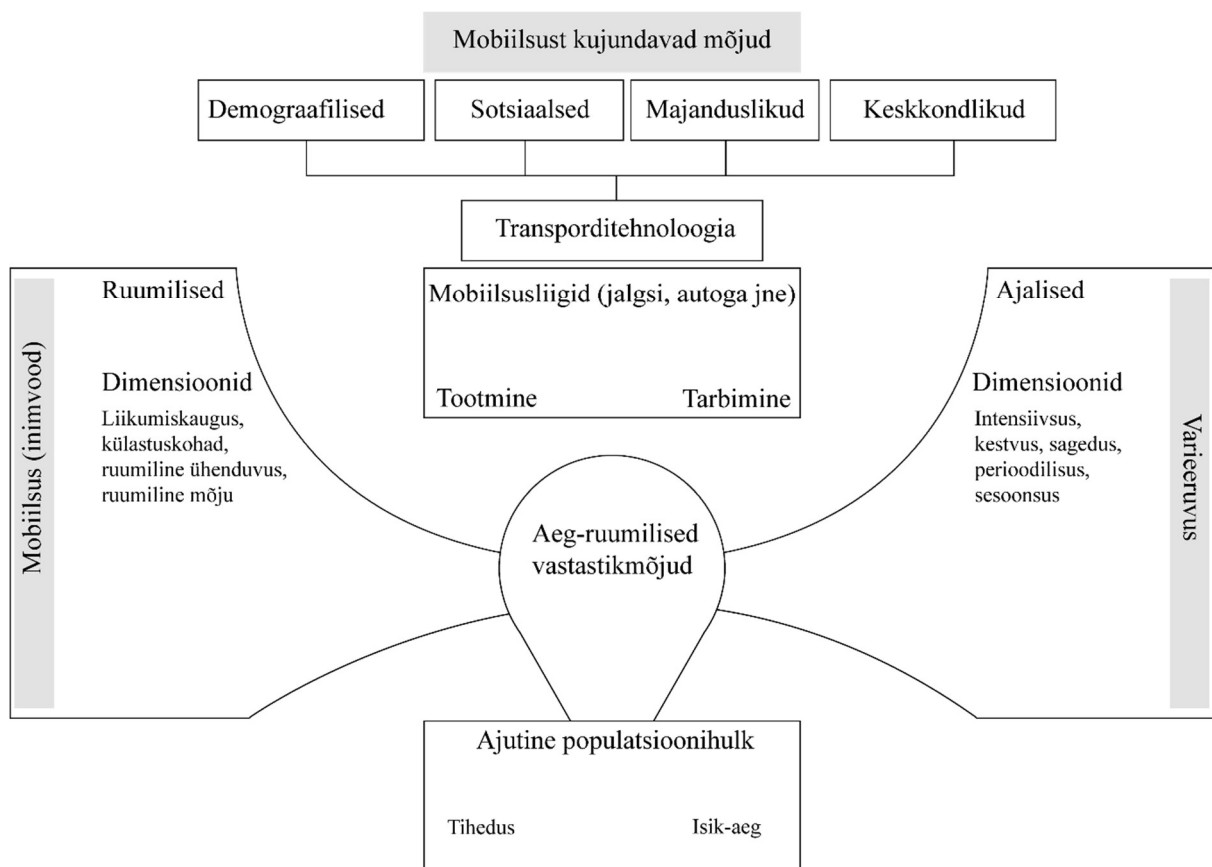 Mobiilsust kujundavad mõjud
Demograafilised
Sotsiaalsed
Majanduslikud
Keskkondlikud
Transporditehnoloogia
Mobiilsusliigid (jalgsi, autoga jne)
Tootmine
Tarbimine
Mobiilsus (inimvood)
Ruumilised
Dimensioonid
Liikumiskaugus,
külastuskohad,
ruumiline ühenduvus,
ruumiline mõju
Ajalised
Dimensioonid
Intensiivsus,
kestvus, sagedus,
perioodilisus,
sesoonsus
Varieeruvus
Aeg-ruumilised
vastastikmõjud
Ajutine populatsioonihulk
Tihedus
Isik-aeg